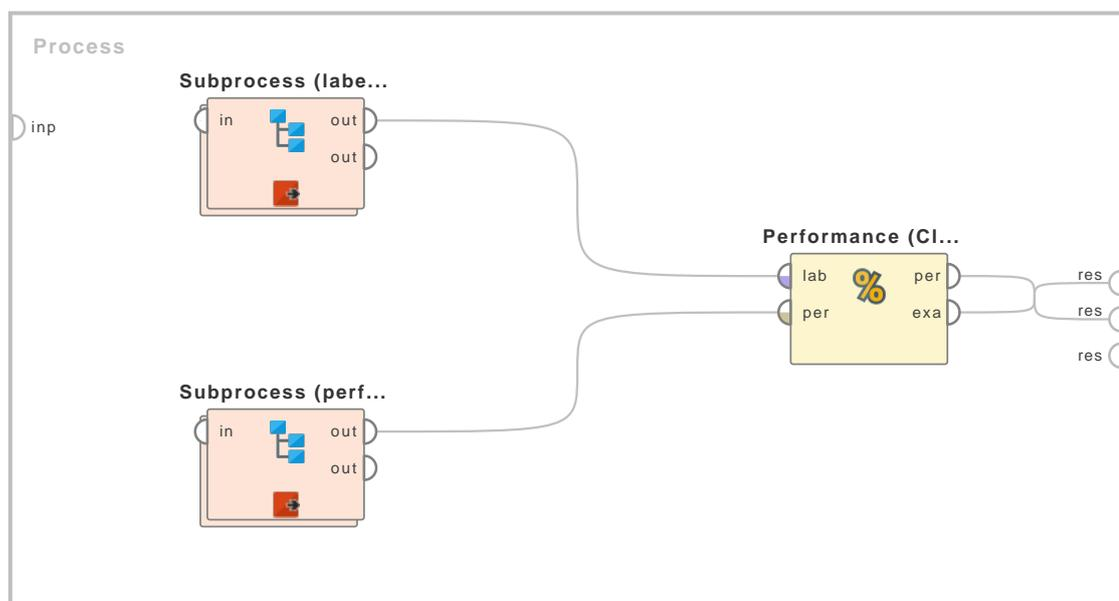 Process
inp
Subprocess (labe...
in out
out
Performance (Cl...
lab per
per exa
%
res
res
res
Subprocess (perf...
in out
out